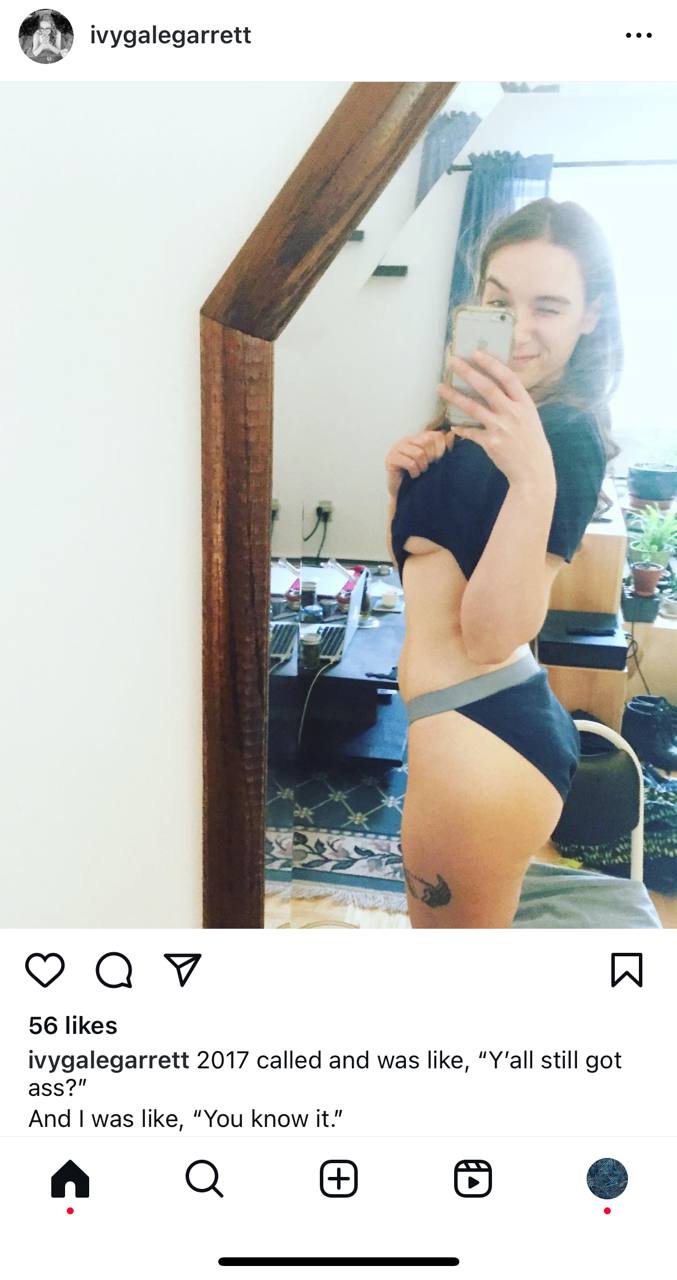 ivygalegarrett
56 likes
ivygalegarrett 2017 called and was like, “Y’all still got
ass?”
And I was like, “You know it.”